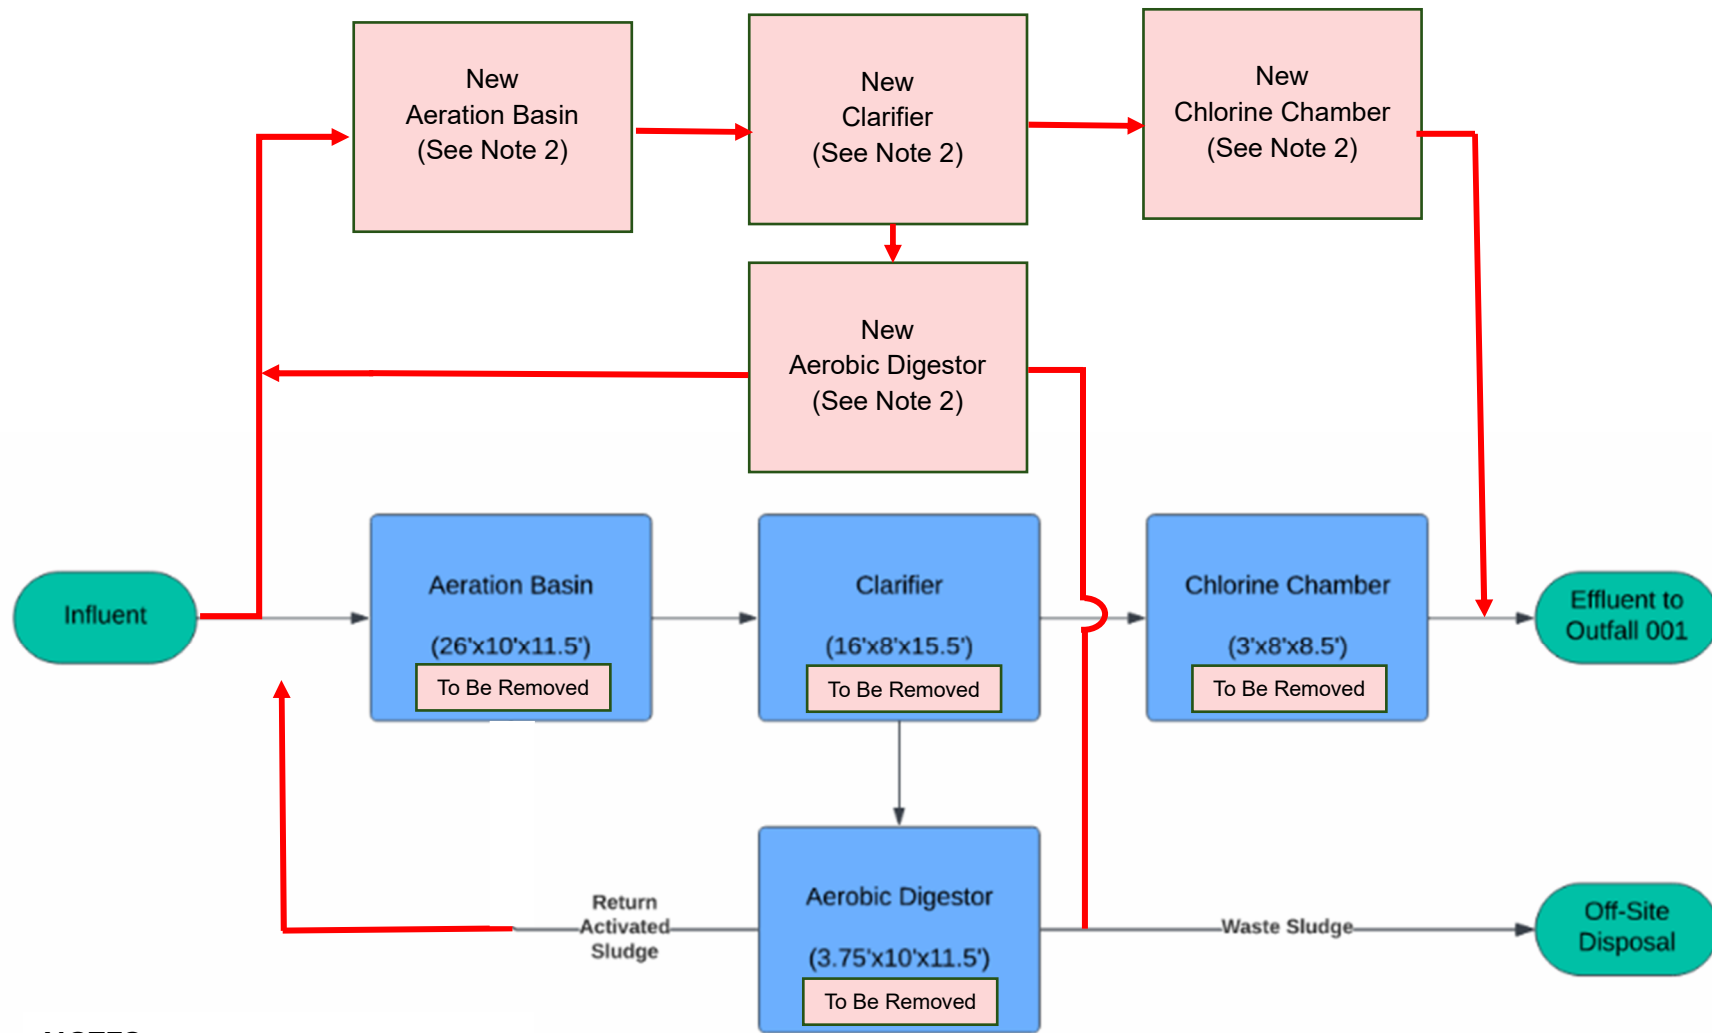 New
Aeration Basin
(See Note 2)
New
Clarifier
(See Note 2)
New
Chlorine Chamber
(See Note 2)
New
Aerobic Digestor
(See Note 2)
Influent
Aeration Basin
(26'x10'x11.5')
To Be Removed
Clarifier
(16'x8'x15.5')
To Be Removed
Chlorine Chamber
(3'x8'x8.5')
To Be Removed
Effluent to
Outfall 001
Return
Activated
Sludge
Aerobic Digestor
(3.75'x10'x11.5')
To Be Removed
Waste Sludge
Off-Site
Disposal